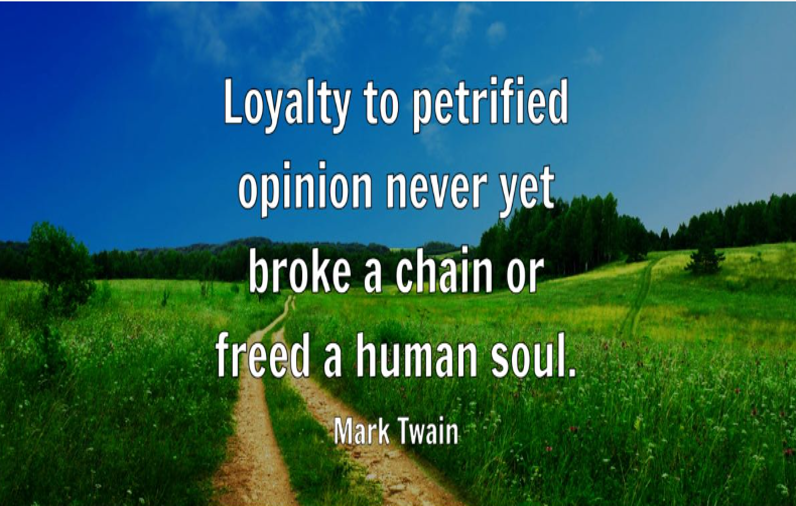 Loyalty to petrified
opinion never yet
broke a chain or
freed a human soul.
Mark Twain